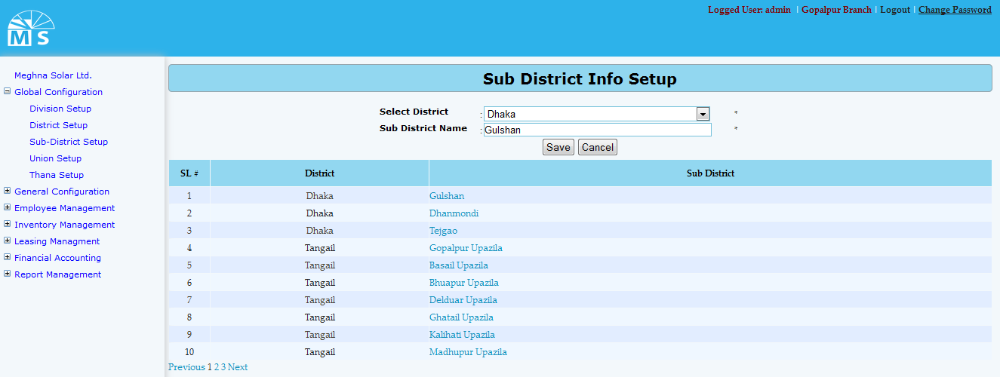 Logged User: admin | Gopalpur Branch | Logout | Change Password
M S
Meghna Solar Ltd.
Global Configuration
Division Setup
District Setup
Sub-District Setup
Union Setup
Thana Setup
General Configuration
Employee Management
Inventory Management
Leasing Managment
Financial Accounting
Report Management
Sub District Info Setup
Select District : Dhaka *
Sub District Name : Gulshan *
Save Cancel
SL # District Sub District
1 Dhaka Gulshan
2 Dhaka Dhanmondi
3 Dhaka Tejgao
4 Tangail Gopalpur Upazila
5 Tangail Basail Upazila
6 Tangail Bhuapur Upazila
7 Tangail Delduar Upazila
8 Tangail Ghatail Upazila
9 Tangail Kalihati Upazila
10 Tangail Madhupur Upazila
Previous 1 2 3 Next